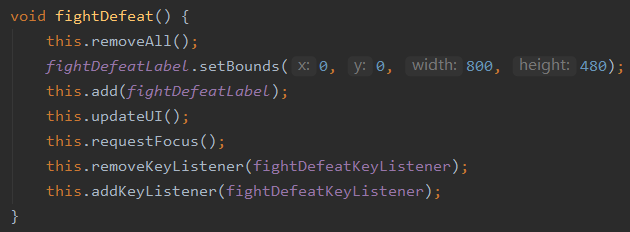 void fightDefeat() {
    this.removeAll();
    fightDefeatLabel.setBounds( x: 0, y: 0, width: 800, height: 480);
    this.add(fightDefeatLabel);
    this.updateUI();
    this.requestFocus();
    this.removeKeyListener(fightDefeatKeyListener);
    this.addKeyListener(fightDefeatKeyListener);
}